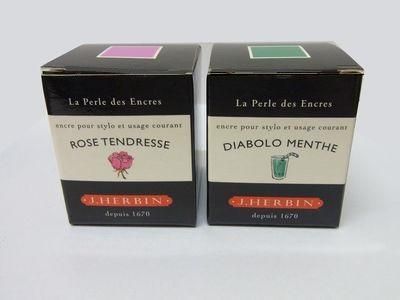 La Perle des Encres
encre pour stylo et usage courant
ROSE TENDRESSE
· J.HERBIN ·
depuis 1670
La Perle des Encres
encre pour stylo et usage courant
DIABOLO MENTHE
· J.HERBIN ·
depuis 1670